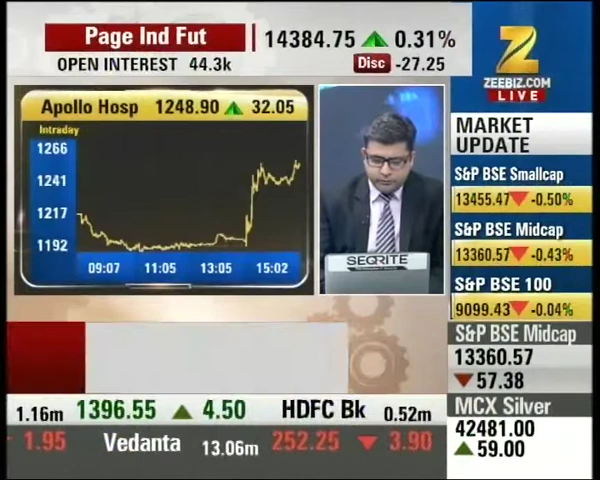 Page Ind Fut
14384.75 0.31%
OPEN INTEREST 44.3k
Disc -27.25
Z
ZEEBIZ.COM
LIVE
Apollo Hosp 1248.90 32.05
Intraday
1266
1241
1217
1192
09:07 11:05 13:05 15:02
SEQRITE
MARKET
UPDATE
S&P BSE Smallcap
13455.47 -0.50%
S&P BSE Midcap
13360.57 -0.43%
S&P BSE 100
9099.43 -0.04%
S&P BSE Midcap
13360.57
57.38
MCX Silver
42481.00
59.00
1.16m 1396.55 4.50 HDFC Bk 0.52m
1.95 Vedanta 13.06m 252.25 3.90